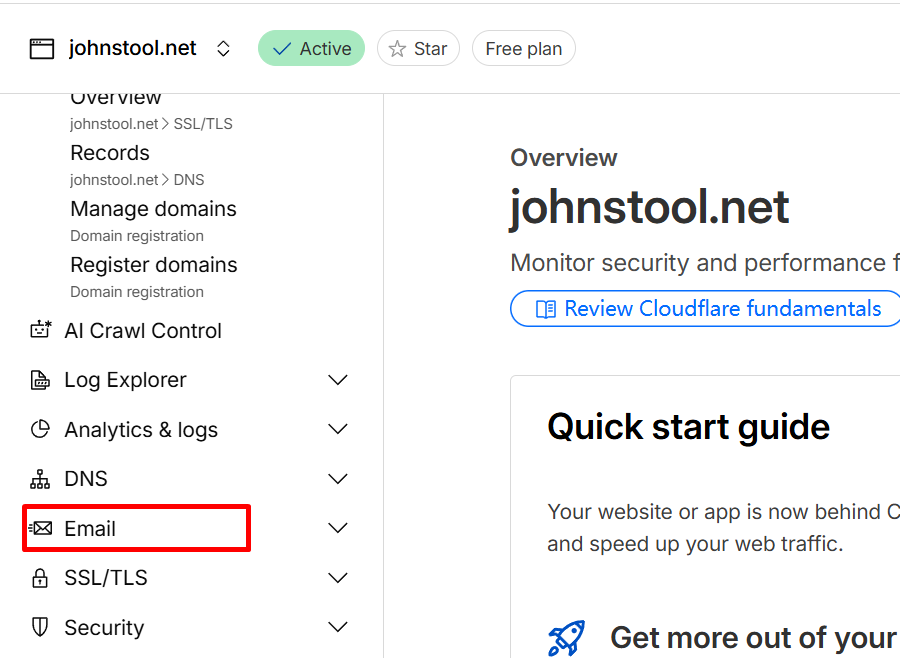 johnstool.net
Active
Star
Free plan
Overview
johnstool.net > SSL/TLS
Records
johnstool.net > DNS
Manage domains
Domain registration
Register domains
Domain registration
AI Crawl Control
Log Explorer
Analytics & logs
DNS
Email
SSL/TLS
Security
Overview
johnstool.net
Monitor security and performance f
Review Cloudflare fundamentals
Quick start guide
Your website or app is now behind C
and speed up your web traffic.
Get more out of your